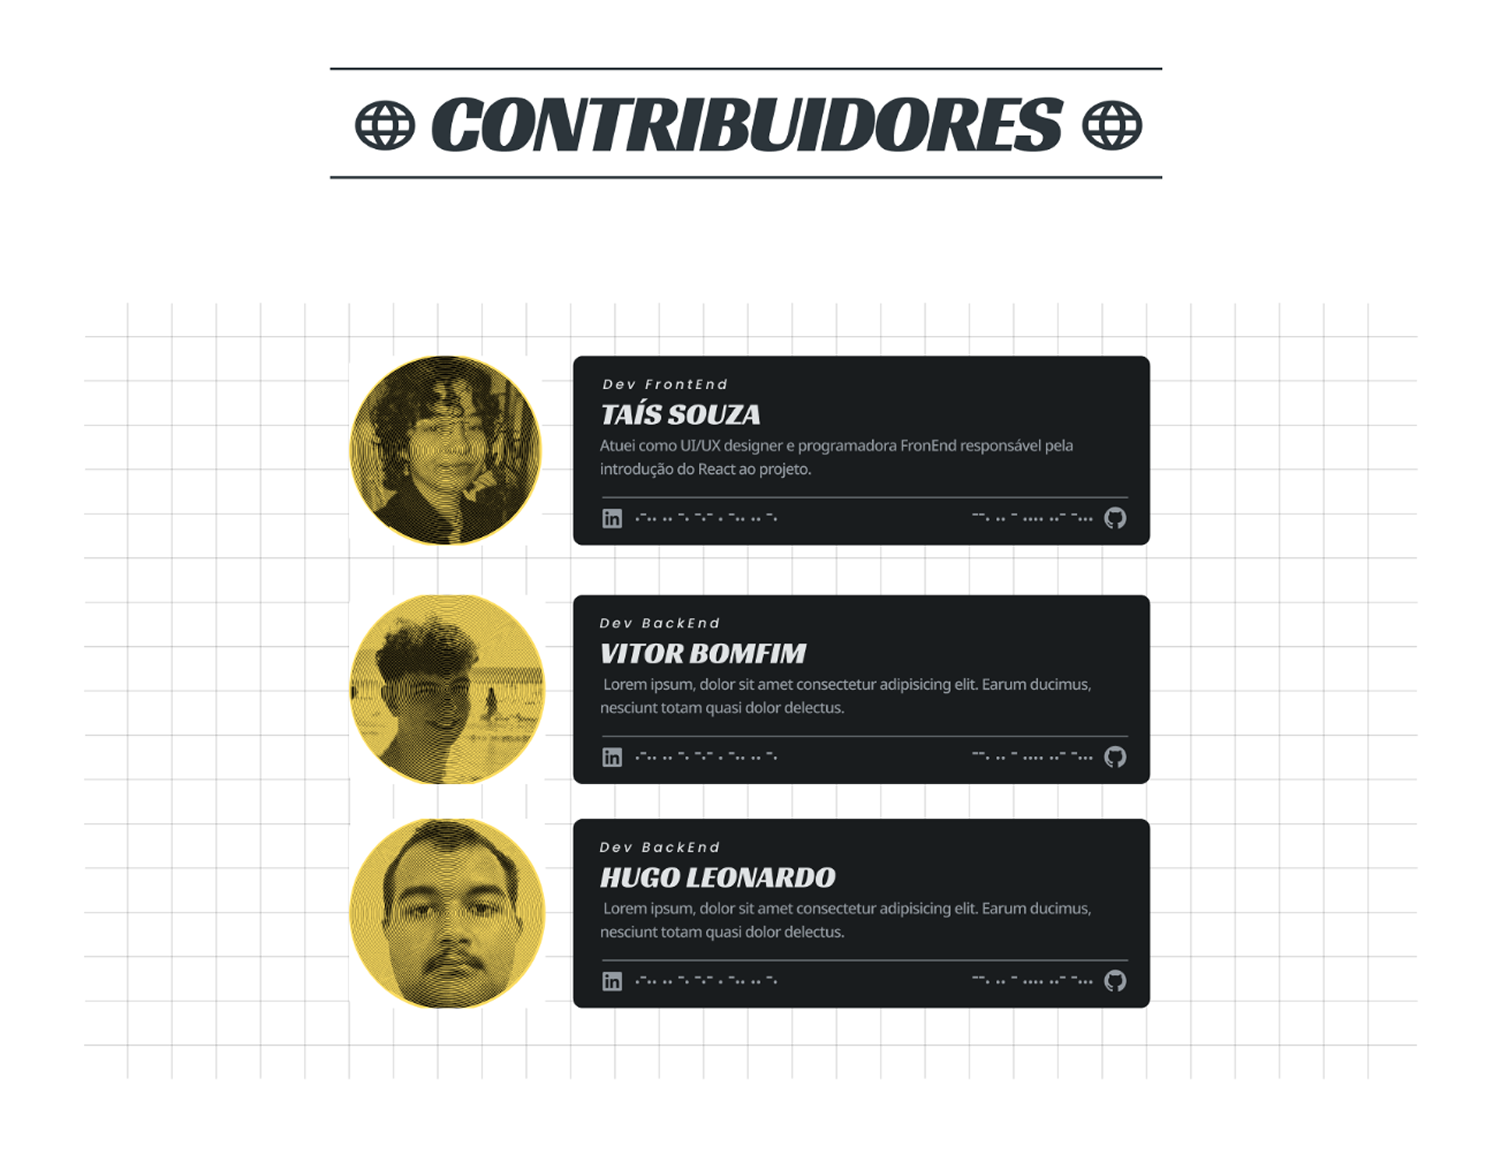 CONTRIBUIDORES
Dev FrontEnd
TAÍS SOUZA
Atuei como UI/UX designer e programadora FronEnd responsável pela
introdução do React ao projeto.
in .-.. .. -. -.- . -.. .. -. --. .. - .... ..- -...
Dev BackEnd
VITOR BOMFIM
Lorem ipsum, dolor sit amet consectetur adipisicing elit. Earum ducimus,
nesciunt totam quasi dolor delectus.
in .-.. .. -. -.- . -.. .. -. --. .. - .... ..- -...
Dev BackEnd
HUGO LEONARDO
Lorem ipsum, dolor sit amet consectetur adipisicing elit. Earum ducimus,
nesciunt totam quasi dolor delectus.
in .-.. .. -. -.- . -.. .. -. --. .. - .... ..- -...